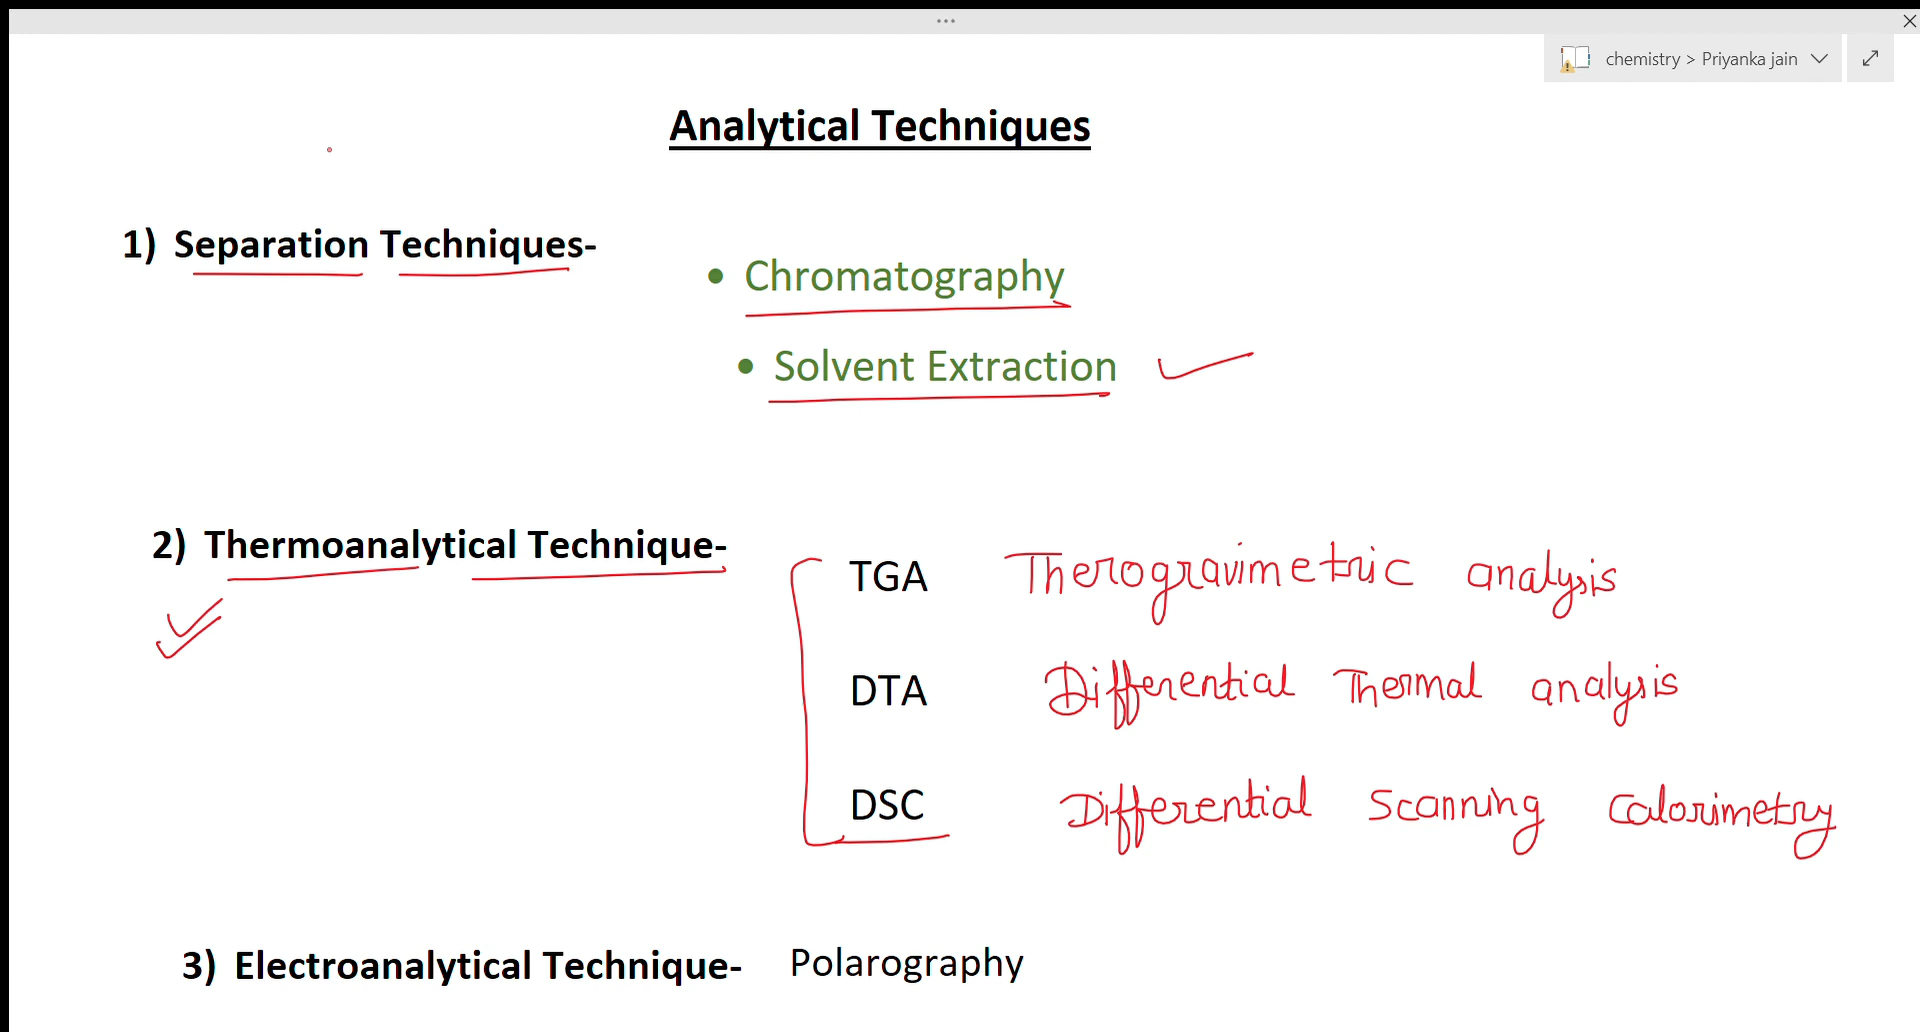 chemistry > Priyanka jain
Analytical Techniques
1) Separation Techniques-
• Chromatography
• Solvent Extraction
2) Thermoanalytical Technique-
TGA Therogravimetric analysis
DTA Differential Thermal analysis
DSC Differential Scanning Calorimetry
3) Electroanalytical Technique- Polarography